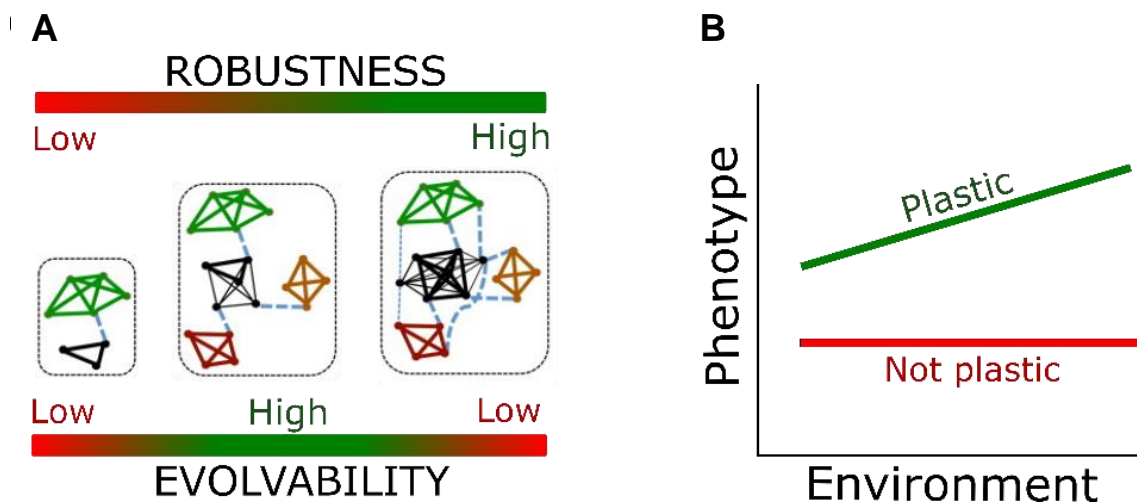 A
ROBUSTNESS
Low High
Low High Low
EVOLVABILITY
B
Phenotype
Plastic
Not plastic
Environment